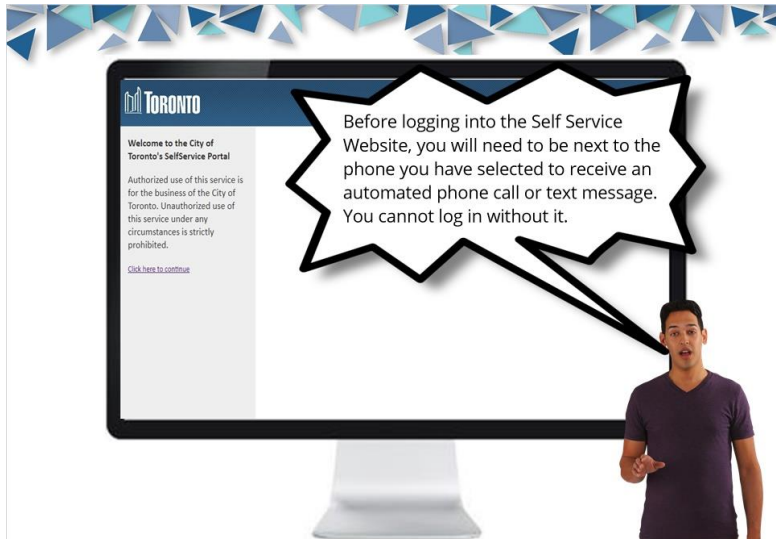 TORONTO
Welcome to the City of
Toronto's SelfService Portal
Authorized use of this service is
for the business of the City of
Toronto. Unauthorized use of
this service under any
circumstances is strictly
prohibited.
Click here to continue
Before logging into the Self Service
Website, you will need to be next to the
phone you have selected to receive an
automated phone call or text message.
You cannot log in without it.